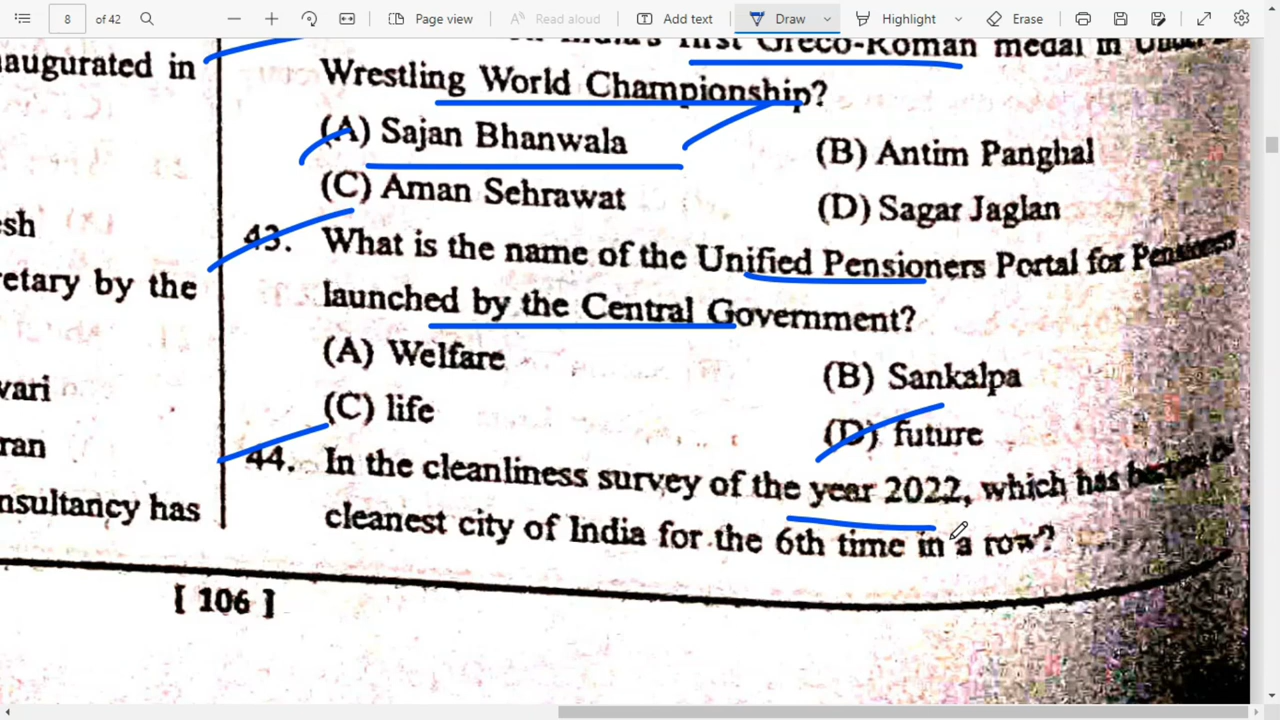 8 of 42 Page view Read aloud Add text Draw Highlight Erase
India's first Greco-Roman medal in
augurated in
Wrestling World Championship?
(A) Sajan Bhanwala
(B) Antim Panghal
(C) Aman Sehrawat
(D) Sagar Jaglan
sh
43. What is the name of the Unified Pensioners Portal for Pensioners
retary by the
launched by the Central Government?
(A) Welfare
(B) Sankalpa
vari
(C) life
(D) future
ran
44. In the cleanliness survey of the year 2022, which has
nsultancy has
cleanest city of India for the 6th time in a row?
[ 106 ]